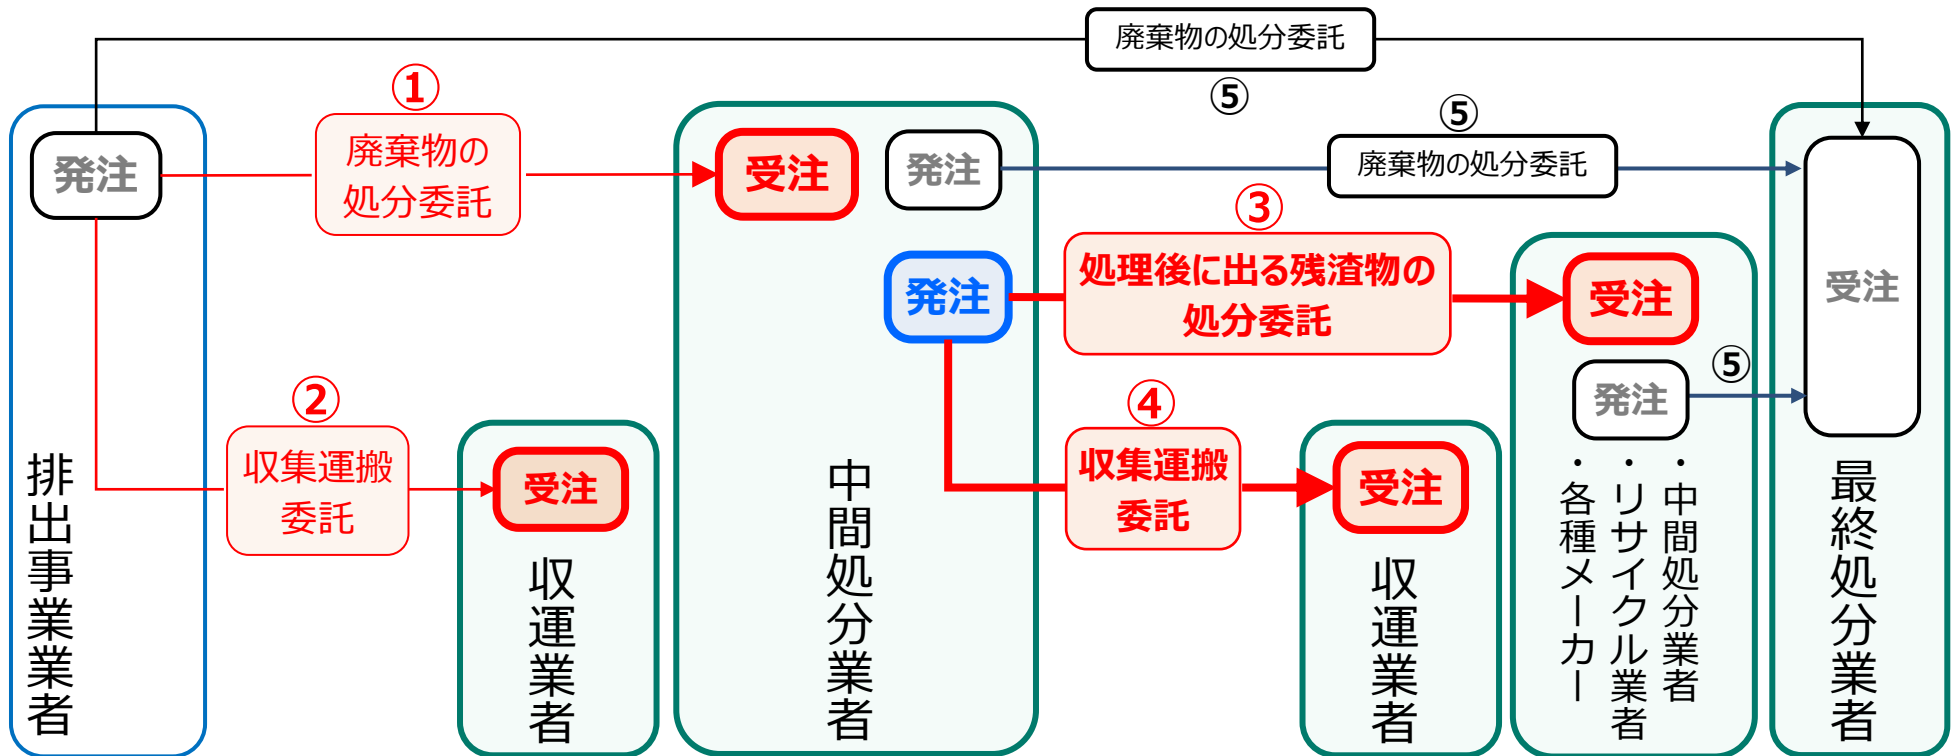 廃棄物の処分委託
⑤
①
廃棄物の
処分委託
発注
受注
発注
⑤
廃棄物の処分委託
③
処理後に出る残渣物の
処分委託
発注
受注
受注
発注
⑤
②
収集運搬
委託
受注
④
収集運搬
委託
受注
排出事業業者
収運業者
中間処分業者
収運業者
・中間処分業者
・リサイクル業者
・各種メーカー
最終処分業者